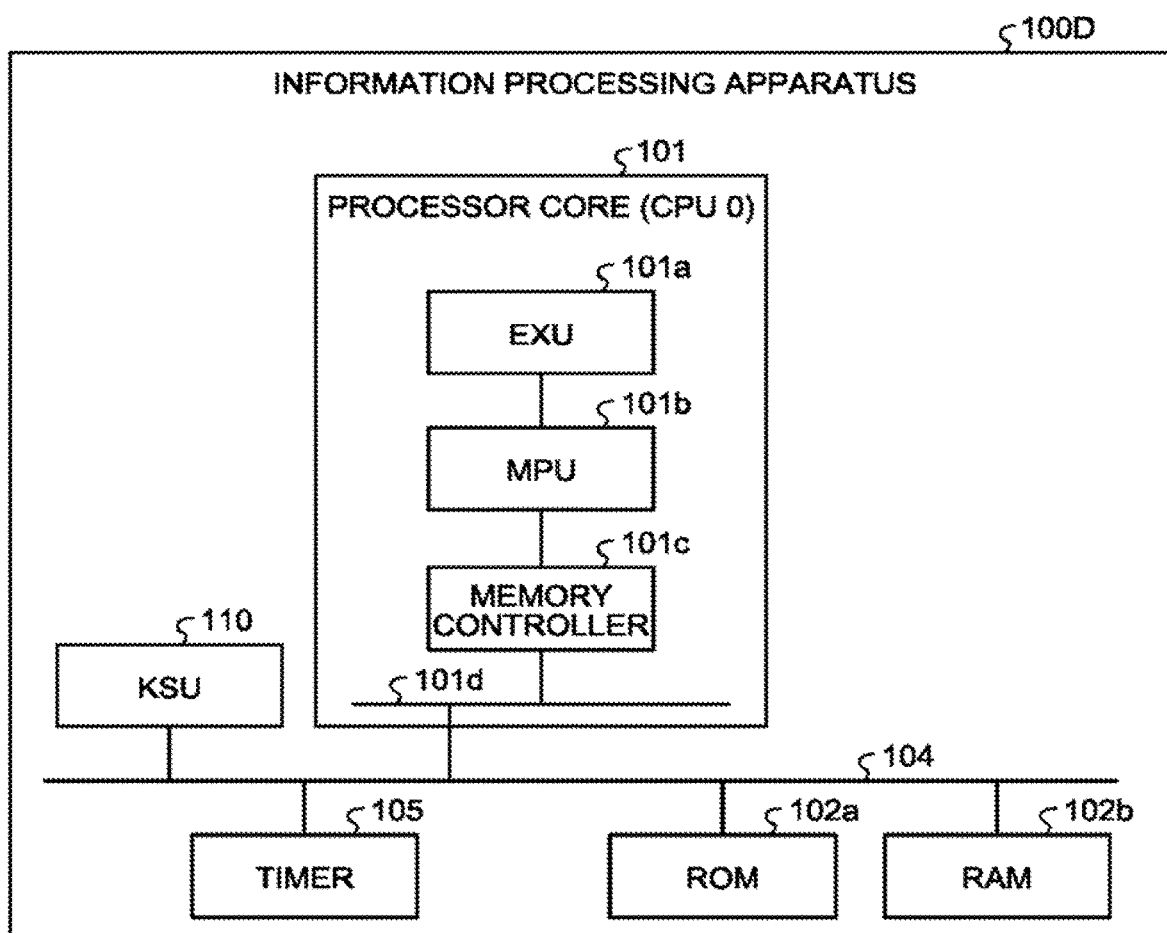 100D
INFORMATION PROCESSING APPARATUS
101
PROCESSOR CORE (CPU 0)
101a
EXU
101b
MPU
101c
MEMORY
CONTROLLER
110
KSU
101d
104
105
TIMER
102a
ROM
102b
RAM